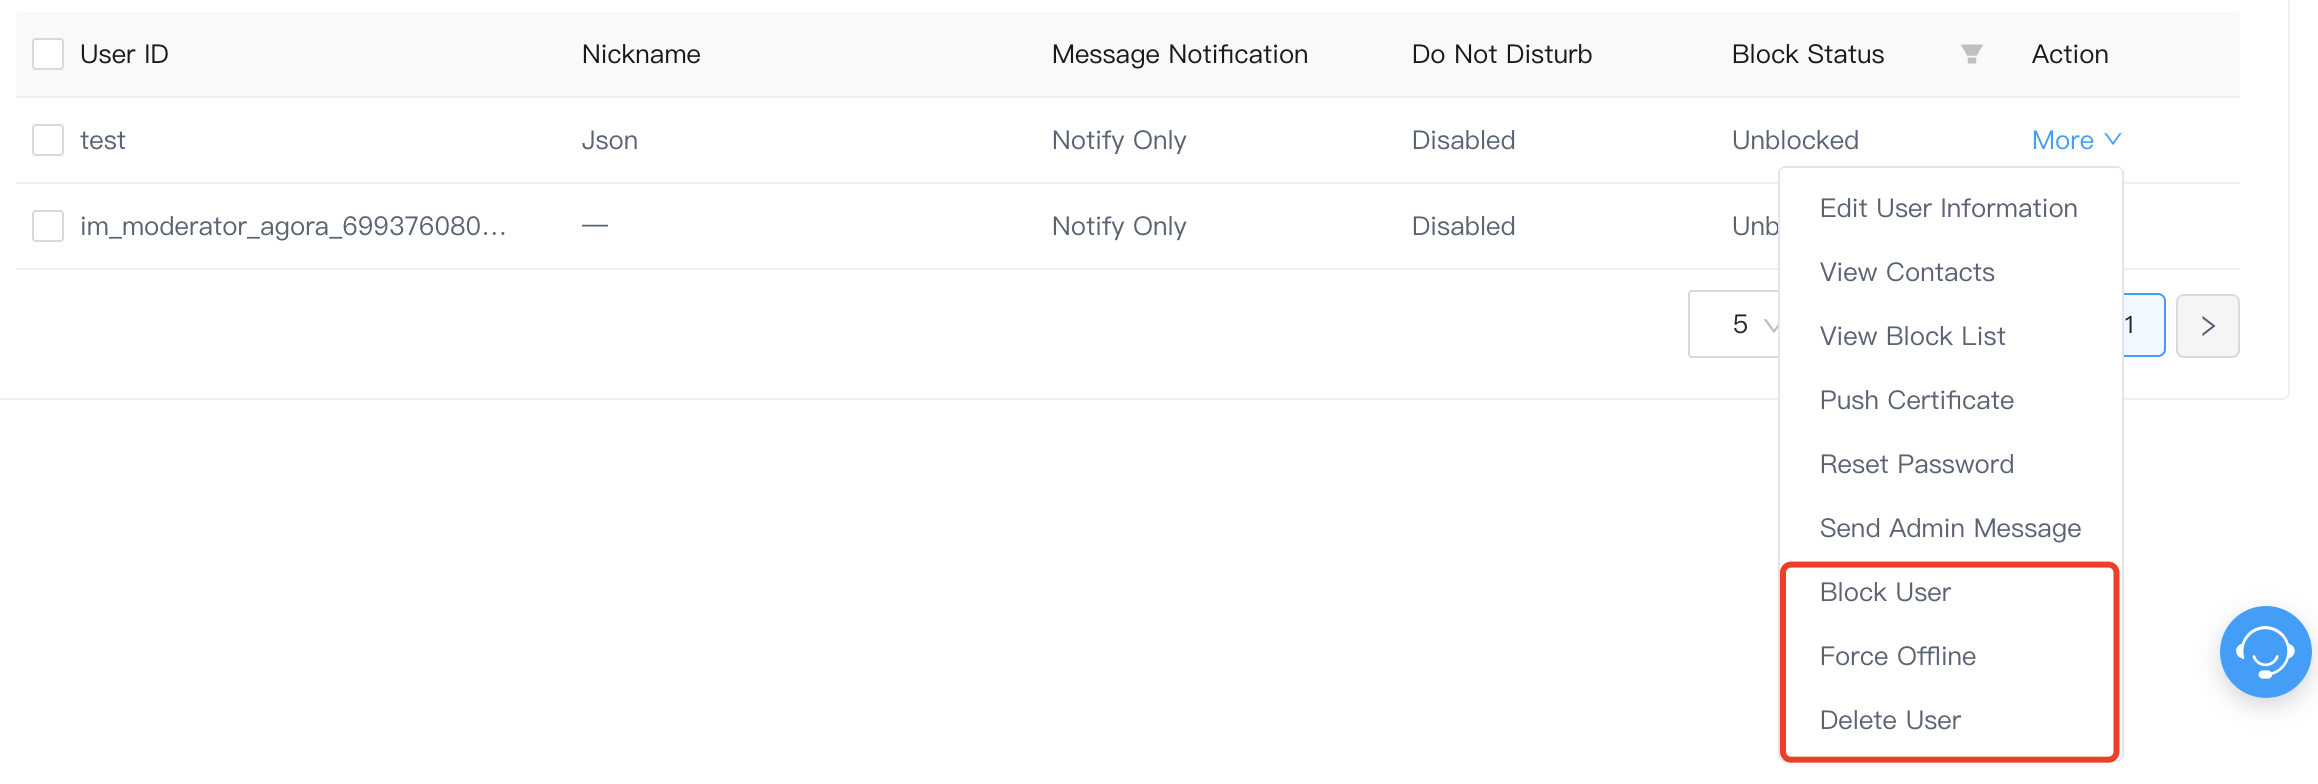 User ID Nickname Message Notification Do Not Disturb Block Status Action
test Json Notify Only Disabled Unblocked More
im_moderator_agora_699376080... — Notify Only Disabled Unb
5 1
Edit User Information
View Contacts
View Block List
Push Certificate
Reset Password
Send Admin Message
Block User
Force Offline
Delete User